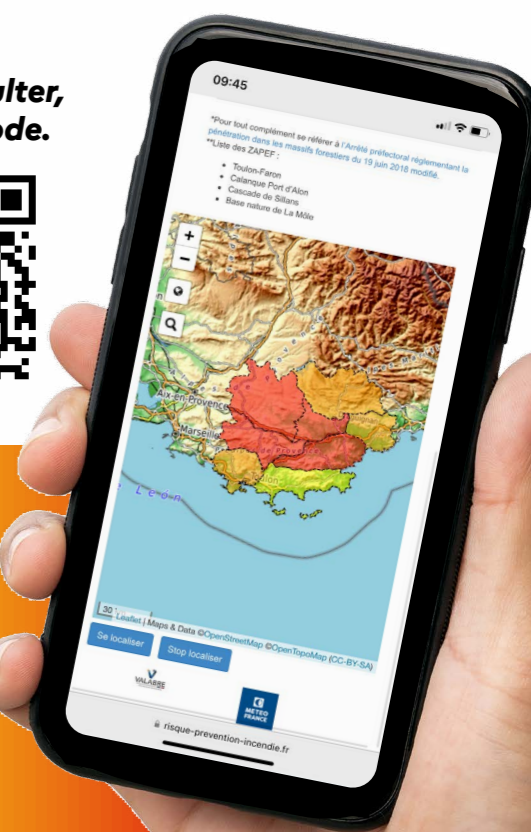 ulter,
ode.
09:45
*Pour tout complément se référer à l'Arrêté préfectoral réglementant la
pénétration dans les massifs forestiers du 19 juin 2018 modifié.
**Liste des ZAPEF :
• Toulon-Faron
• Calanque Port d'Alon
• Cascade de Sillans
• Base nature de La Môle
+
−
Aix-en-Provence
Marseille
Leon
30
Leaflet | Maps & Data ©OpenStreetMap ©OpenTopoMap (CC-BY-SA)
Se localiser
Stop localiser
VALABRE
METEO
FRANCE
risque-prevention-incendie.fr